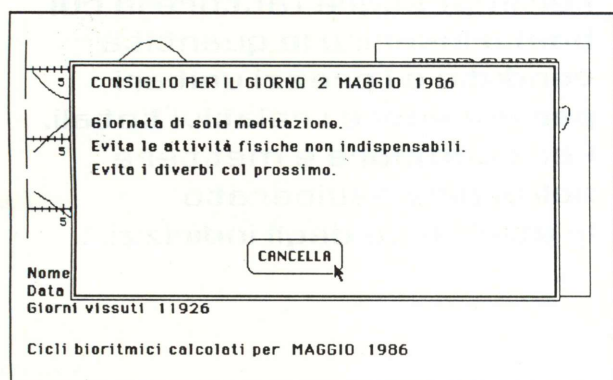 CONSIGLIO PER IL GIORNO 2 MAGGIO 1986
Giornata di sola meditazione.
Evita le attività fisiche non indispensabili.
Evita i diverbi col prossimo.
CANCELLA
Nome
Data
Giorni vissuti 11926
Cicli bioritmici calcolati per MAGGIO 1986